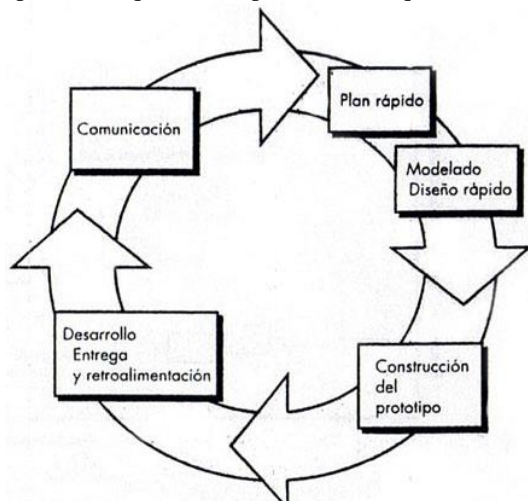 Comunicación
Plan rápido
Modelado
Diseño rápido
Construcción
del
prototipo
Desarrollo
Entrega
y retroalimentación